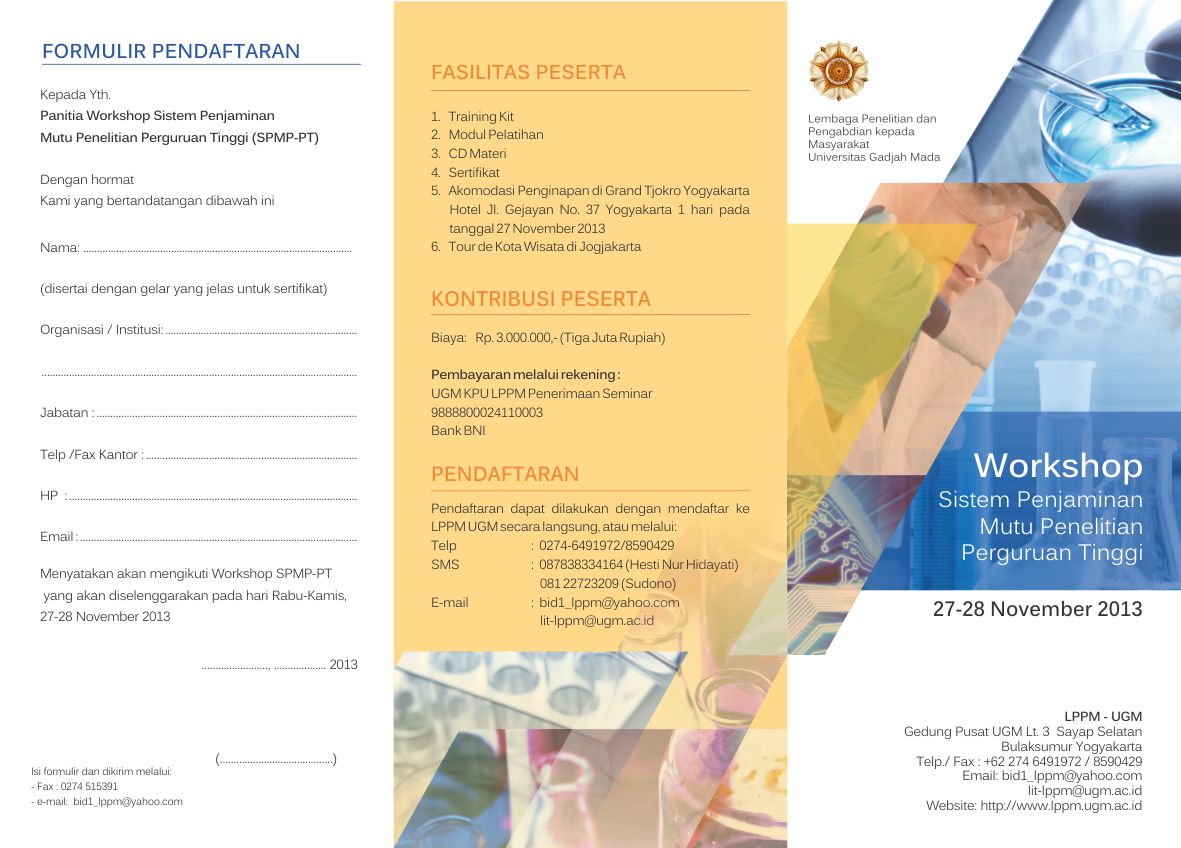 FORMULIR PENDAFTARAN
Kepada Yth.
Panitia Workshop Sistem Penjaminan
Mutu Penelitian Perguruan Tinggi (SPMP-PT)
Dengan hormat
Kami yang bertandatangan dibawah ini
Nama: ..................................................................................................
(disertai dengan gelar yang jelas untuk sertifikat)
Organisasi / Institusi:......................................................................
...................................................................................................................
Jabatan :...............................................................................................
Telp /Fax Kantor :.............................................................................
HP :.........................................................................................................
Email :.....................................................................................................
Menyatakan akan mengikuti Workshop SPMP-PT
yang akan diselenggarakan pada hari Rabu-Kamis,
27-28 November 2013
........................, ................... 2013
(..........................................)
Isi formulir dan dikirim melalui:
- Fax : 0274 515391
- e-mail: bid1_lppm@yahoo.com
FASILITAS PESERTA
1. Training Kit
2. Modul Pelatihan
3. CD Materi
4. Sertifikat
5. Akomodasi Penginapan di Grand Tjokro Yogyakarta
Hotel Jl. Gejayan No. 37 Yogyakarta 1 hari pada
tanggal 27 November 2013
6. Tour de Kota Wisata di Jogjakarta
KONTRIBUSI PESERTA
Biaya: Rp. 3.000.000,- (Tiga Juta Rupiah)
Pembayaran melalui rekening :
UGM KPU LPPM Penerimaan Seminar
9888800024110003
Bank BNI
PENDAFTARAN
Pendaftaran dapat dilakukan dengan mendaftar ke
LPPM UGM secara langsung, atau melalui:
Telp : 0274-6491972/8590429
SMS : 087838334164 (Hesti Nur Hidayati)
081 22723209 (Sudono)
E-mail : bid1_lppm@yahoo.com
lit-lppm@ugm.ac.id
Lembaga Penelitian dan
Pengabdian kepada
Masyarakat
Universitas Gadjah Mada
Workshop
Sistem Penjaminan
Mutu Penelitian
Perguruan Tinggi
27-28 November 2013
LPPM - UGM
Gedung Pusat UGM Lt. 3 Sayap Selatan
Bulaksumur Yogyakarta
Telp./ Fax : +62 274 6491972 / 8590429
Email: bid1_lppm@yahoo.com
lit-lppm@ugm.ac.id
Website: http://www.lppm.ugm.ac.id